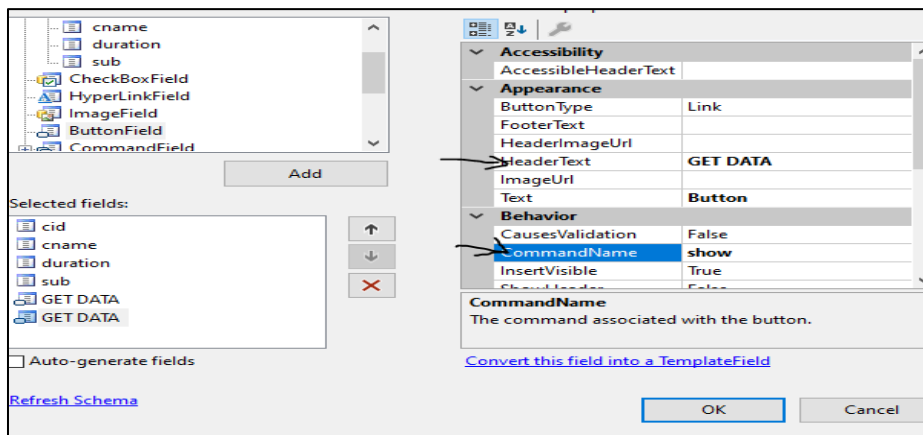 cname
duration
sub
CheckBoxField
HyperLinkField
ImageField
ButtonField
CommandField
Add
Selected fields:
cid
cname
duration
sub
GET DATA
GET DATA
Auto-generate fields
Refresh Schema
Accessibility
AccessibleHeaderText
Appearance
ButtonType Link
FooterText
HeaderImageUrl
HeaderText GET DATA
ImageUrl
Text Button
Behavior
CausesValidation False
CommandName show
InsertVisible True
ShowHeader False
CommandName
The command associated with the button.
Convert this field into a TemplateField
OK
Cancel